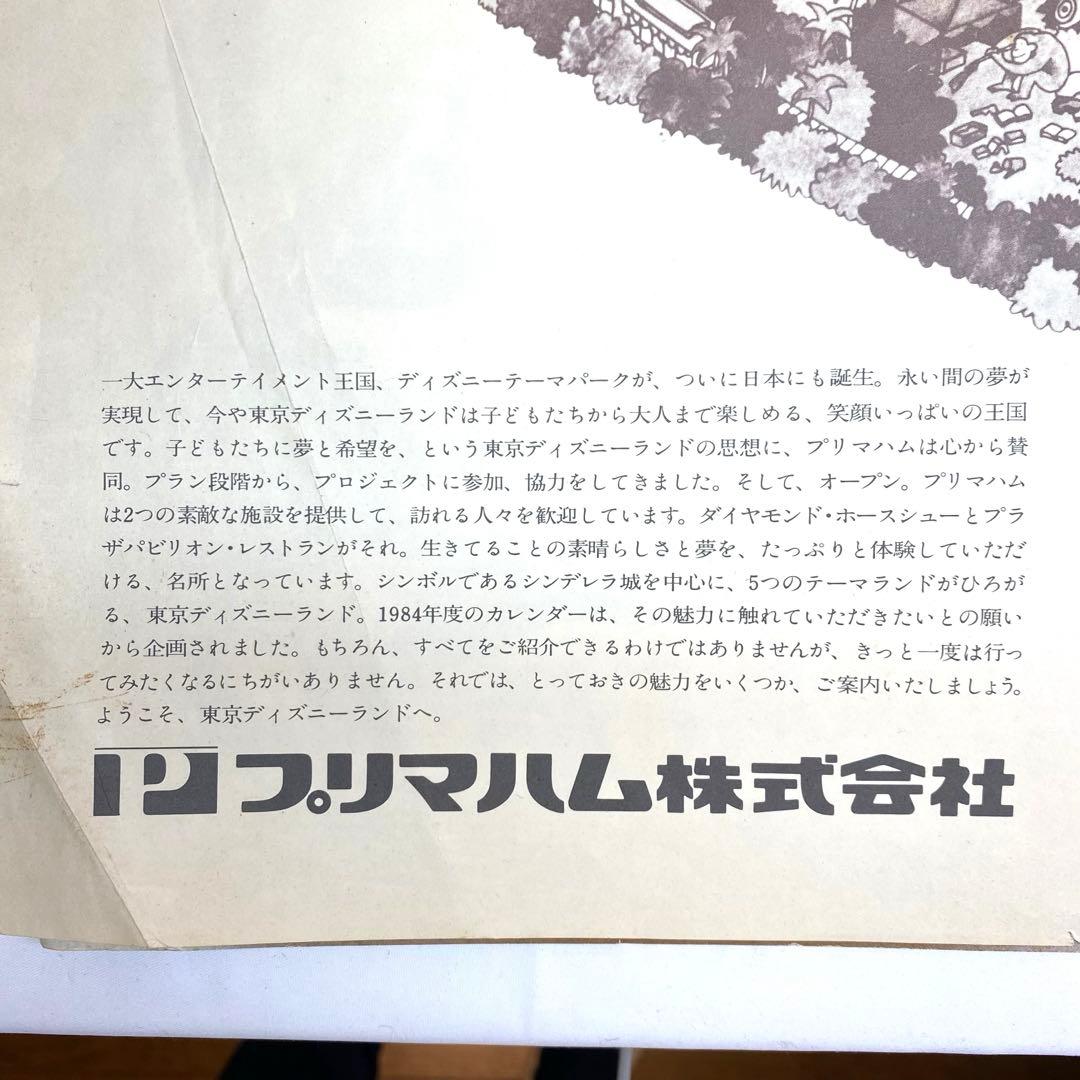 一大エンターテイメント王国、ディズニーテーマパークが、ついに日本にも誕生。永い間の夢が
実現して、今や東京ディズニーランドは子どもたちから大人まで楽しめる、笑顔いっぱいの王国
です。子どもたちに夢と希望を、という東京ディズニーランドの思想に、プリマハムは心から賛
同。プラン段階から、プロジェクトに参加、協力をしてきました。そして、オープン。プリマハム
は2つの素敵な施設を提供して、訪れる人々を歓迎しています。ダイヤモンド・ホースシューとプラ
ザパビリオン・レストランがそれ。生きてることの素晴らしさと夢を、たっぷりと体験していただ
ける、名所となっています。シンボルであるシンデレラ城を中心に、5つのテーマランドがひろが
る、東京ディズニーランド。1984年度のカレンダーは、その魅力に触れていただきたいとの願い
から企画されました。もちろん、すべてをご紹介できるわけではありませんが、きっと一度は行っ
てみたくなるにちがいありません。それでは、とっておきの魅力をいくつか、ご案内いたしましょう。
ようこそ、東京ディズニーランドへ。
プリマハム株式会社